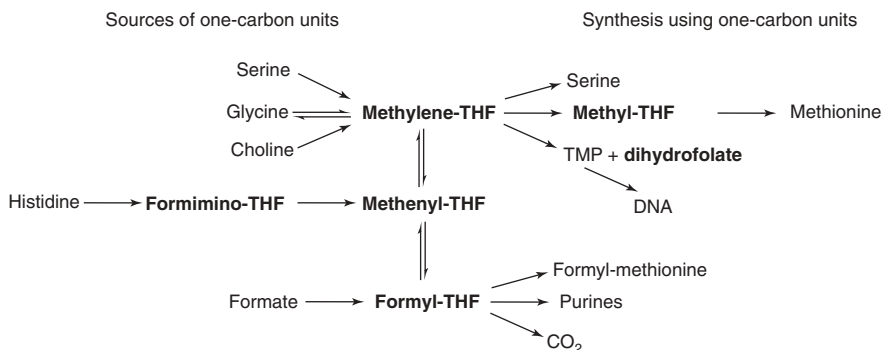 Sources of one-carbon units
Synthesis using one-carbon units
Serine
Serine
Glycine
Methylene-THF
Methyl-THF
Methionine
Choline
TMP + dihydrofolate
DNA
Histidine
Formimino-THF
Methenyl-THF
Formyl-methionine
Formate
Formyl-THF
Purines
CO₂